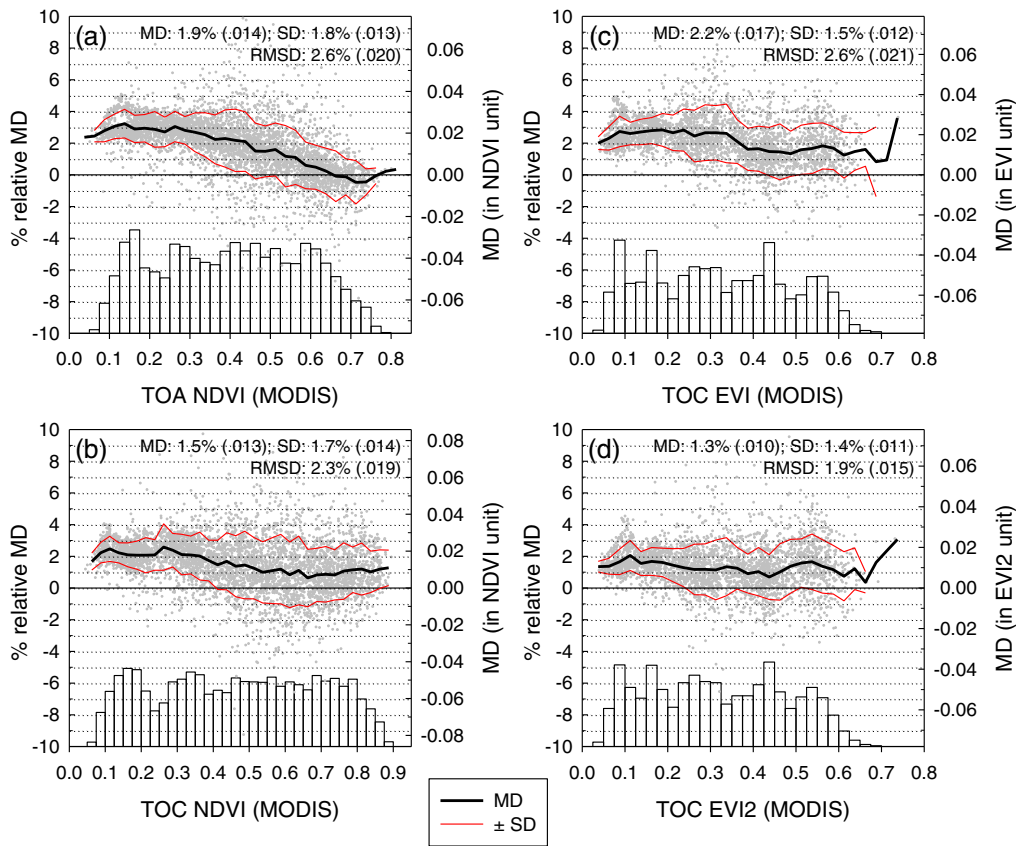 (a)
MD: 1.9% (.014); SD: 1.8% (.013)
RMSD: 2.6% (.020)
10
8
6
4
2
0
-2
-4
-6
-8
-10
% relative MD
0.06
0.04
0.02
0.00
-0.02
-0.04
-0.06
MD (in NDVI unit)
0.0 0.1 0.2 0.3 0.4 0.5 0.6 0.7 0.8
TOA NDVI (MODIS)
(c)
MD: 2.2% (.017); SD: 1.5% (.012)
RMSD: 2.6% (.021)
10
8
6
4
2
0
-2
-4
-6
-8
-10
% relative MD
0.06
0.04
0.02
0.00
-0.02
-0.04
-0.06
MD (in EVI unit)
0.0 0.1 0.2 0.3 0.4 0.5 0.6 0.7 0.8
TOC EVI (MODIS)
(b)
MD: 1.5% (.013); SD: 1.7% (.014)
RMSD: 2.3% (.019)
10
8
6
4
2
0
-2
-4
-6
-8
-10
% relative MD
0.08
0.06
0.04
0.02
0.00
-0.02
-0.04
-0.06
-0.08
MD (in NDVI unit)
0.0 0.1 0.2 0.3 0.4 0.5 0.6 0.7 0.8 0.9
TOC NDVI (MODIS)
(d)
MD: 1.3% (.010); SD: 1.4% (.011)
RMSD: 1.9% (.015)
10
8
6
4
2
0
-2
-4
-6
-8
-10
% relative MD
0.06
0.04
0.02
0.00
-0.02
-0.04
-0.06
MD (in EVI2 unit)
0.0 0.1 0.2 0.3 0.4 0.5 0.6 0.7 0.8
TOC EVI2 (MODIS)
MD
± SD